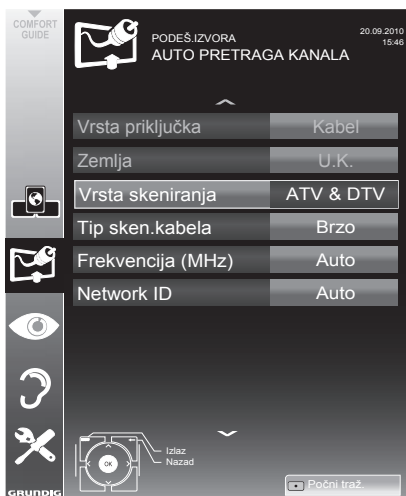 COMFORT
GUIDE
PODEŠ.IZVORA
AUTO PRETRAGA KANALA
20.09.2010
15:46
Vrsta priključka Kabel
Zemlja U.K.
Vrsta skeniranja ATV & DTV
Tip sken.kabela Brzo
Frekvencija (MHz) Auto
Network ID Auto
OK
Izlaz
Nazad
Počni traž.
GRUNDIG